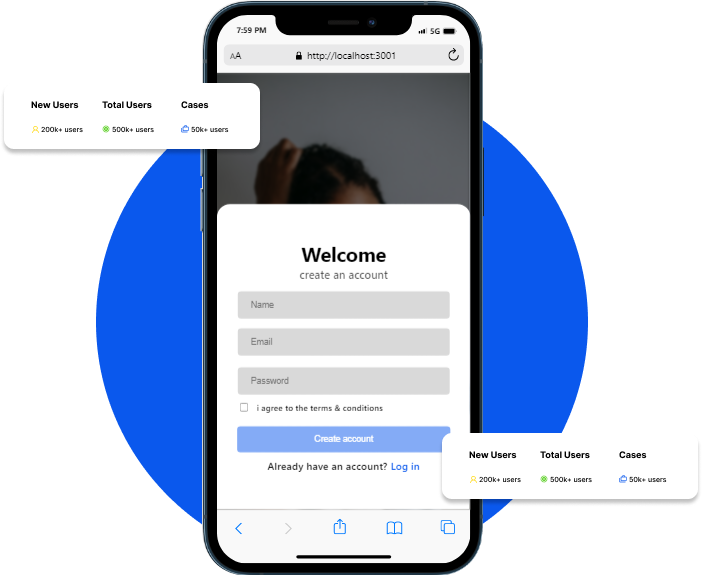 7:59 PM
5G
AA
http://localhost:3001
New Users Total Users Cases
200k+ users 500k+ users 50k+ users
Welcome
create an account
Name
Email
Password
i agree to the terms & conditions
Create account
Already have an account? Log in
New Users Total Users Cases
200k+ users 500k+ users 50k+ users